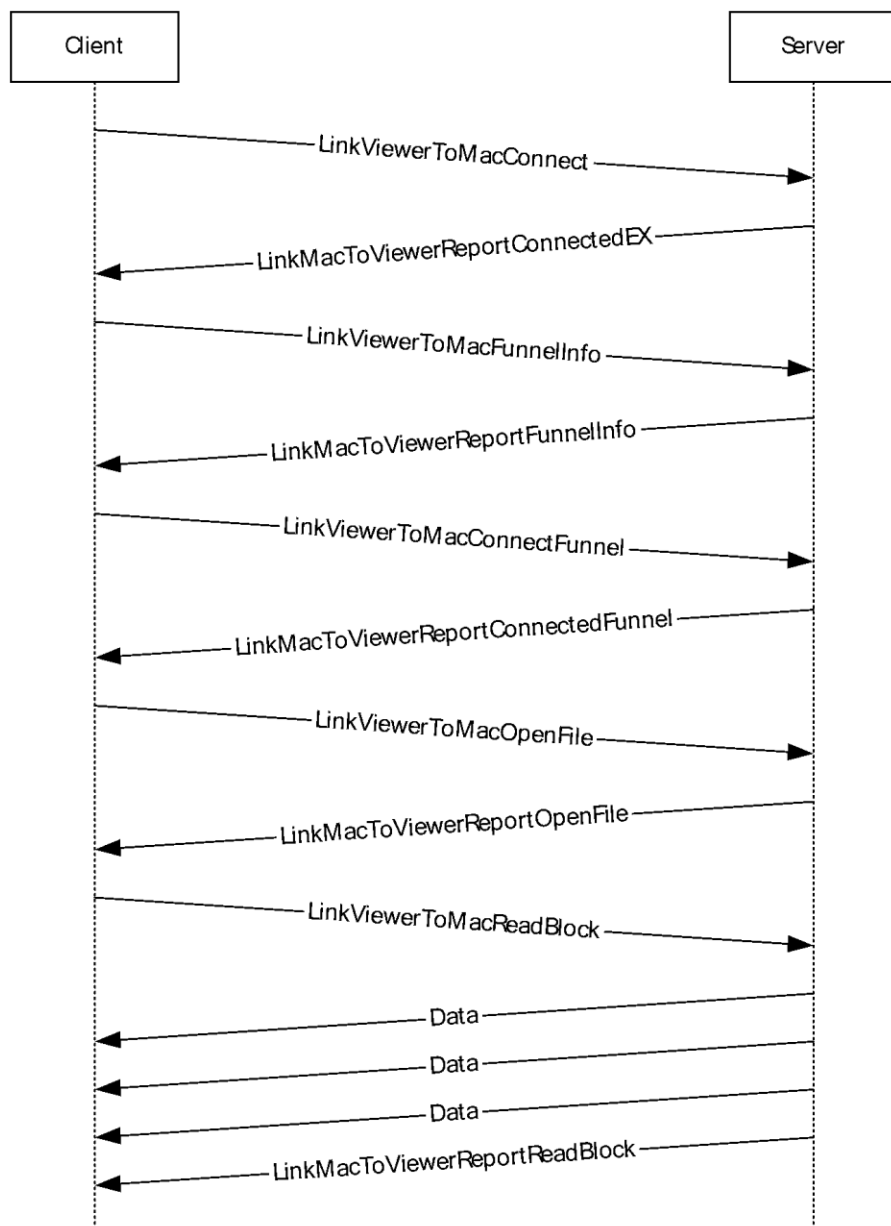 Client
Server
LinkViewerToMacConnect
LinkMacToViewerReportConnectedEX
LinkViewerToMacFunnelInfo
LinkMacToViewerReportFunnelInfo
LinkViewerToMacConnectFunnel
LinkMacToViewerReportConnectedFunnel
LinkViewerToMacOpenFile
LinkMacToViewerReportOpenFile
LinkViewerToMacReadBlock
Data
Data
Data
LinkMacToViewerReportReadBlock